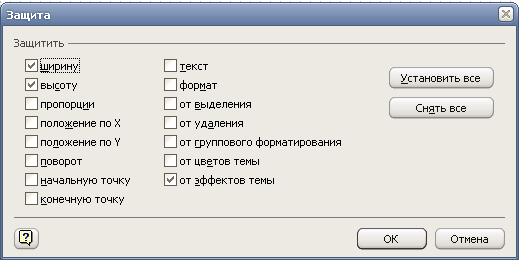 Защита
Защитить
ширину
высоту
пропорции
положение по X
положение по Y
поворот
начальную точку
конечную точку
текст
формат
от выделения
от удаления
от группового форматирования
от цветов темы
от эффектов темы
Установить все
Снять все
?
ОК
Отмена